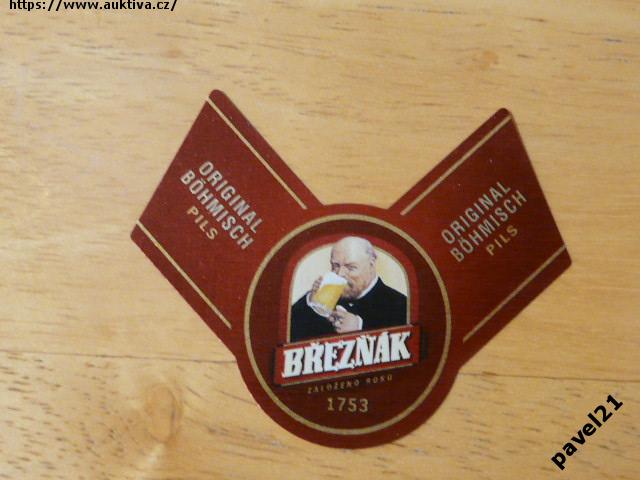 https://www.auktiva.cz/
ORIGINAL
BÖHMISCH
PILS
ORIGINAL
BÖHMISCH
PILS
BŘEZŇÁK
ZALOŽENO ROKU
1753
pavel21